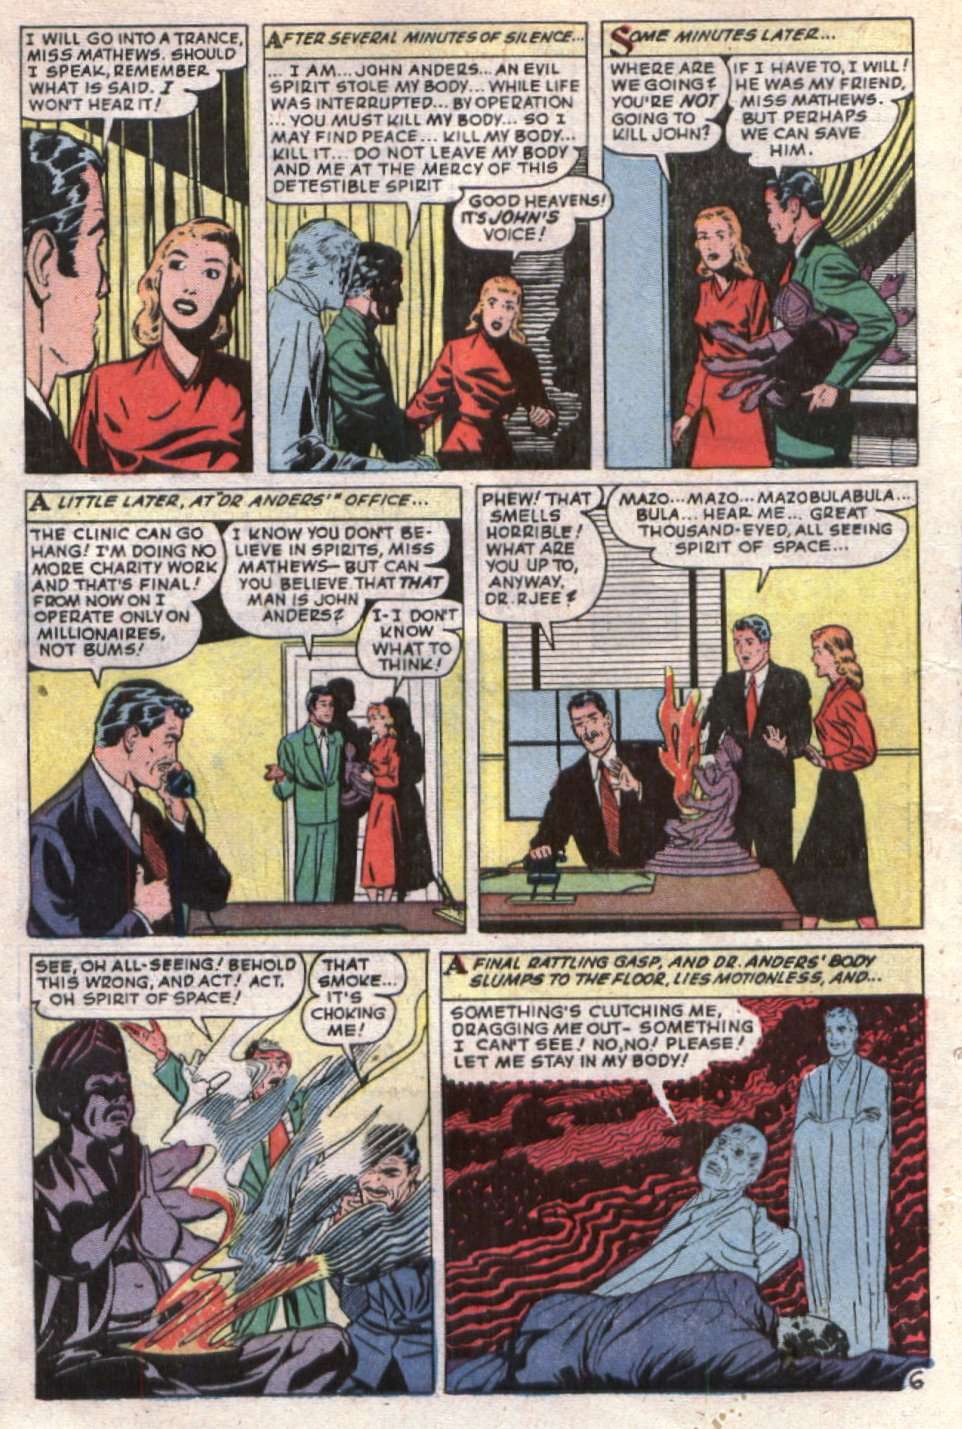 I WILL GO INTO A TRANCE,
MISS MATHEWS. SHOULD
I SPEAK, REMEMBER
WHAT IS SAID. I
WON'T HEAR IT!
AFTER SEVERAL MINUTES OF SILENCE...
... I AM... JOHN ANDERS... AN EVIL
SPIRIT STOLE MY BODY... WHILE LIFE
WAS INTERRUPTED... BY OPERATION
... YOU MUST KILL MY BODY... SO I
MAY FIND PEACE... KILL MY BODY...
KILL IT... DO NOT LEAVE MY BODY
AND ME AT THE MERCY OF THIS
DETESTIBLE SPIRIT
GOOD HEAVENS!
IT'S JOHN'S
VOICE!
SOME MINUTES LATER...
WHERE ARE
WE GOING?
YOU'RE NOT
GOING TO
KILL JOHN?
IF I HAVE TO, I WILL!
HE WAS MY FRIEND,
MISS MATHEWS.
BUT PERHAPS
WE CAN SAVE
HIM.
A LITTLE LATER, AT "DR ANDERS'" OFFICE...
THE CLINIC CAN GO
HANG! I'M DOING NO
MORE CHARITY WORK
AND THAT'S FINAL!
FROM NOW ON I
OPERATE ONLY ON
MILLIONAIRES,
NOT BUMS!
I KNOW YOU DON'T BE-
LIEVE IN SPIRITS, MISS
MATHEWS—BUT CAN
YOU BELIEVE THAT THAT
MAN IS JOHN
ANDERS?
I-I DON'T
KNOW
WHAT TO
THINK!
PHEW! THAT
SMELLS
HORRIBLE!
WHAT ARE
YOU UP TO,
ANYWAY,
DR. RJEE?
MAZO... MAZO... MAZOBULABULA...
BULA... HEAR ME... GREAT
THOUSAND-EYED, ALL SEEING
SPIRIT OF SPACE...
SEE, OH ALL-SEEING! BEHOLD
THIS WRONG, AND ACT! ACT,
OH SPIRIT OF SPACE!
THAT
SMOKE...
IT'S
CHOKING
ME!
A FINAL RATTLING GASP, AND DR. ANDERS' BODY
SLUMPS TO THE FLOOR, LIES MOTIONLESS, AND...
SOMETHING'S CLUTCHING ME,
DRAGGING ME OUT— SOMETHING
I CAN'T SEE! NO, NO! PLEASE!
LET ME STAY IN MY BODY!
6